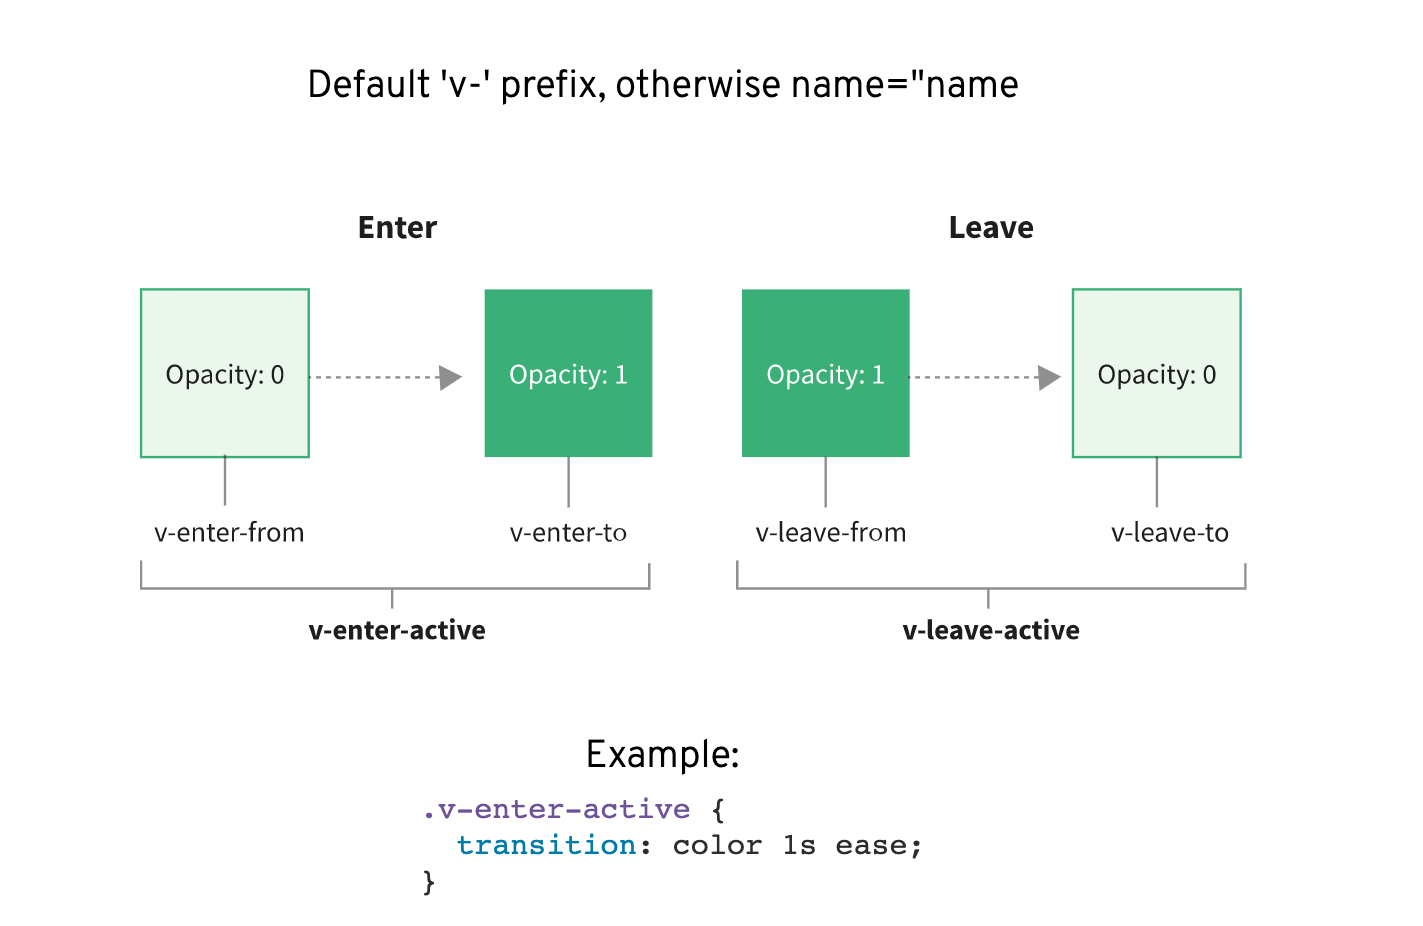 Default 'v-' prefix, otherwise name="name
Enter
Leave
Opacity: 0
Opacity: 1
Opacity: 1
Opacity: 0
v-enter-from
v-enter-to
v-leave-from
v-leave-to
v-enter-active
v-leave-active
Example:
.v-enter-active {
  transition: color 1s ease;
}